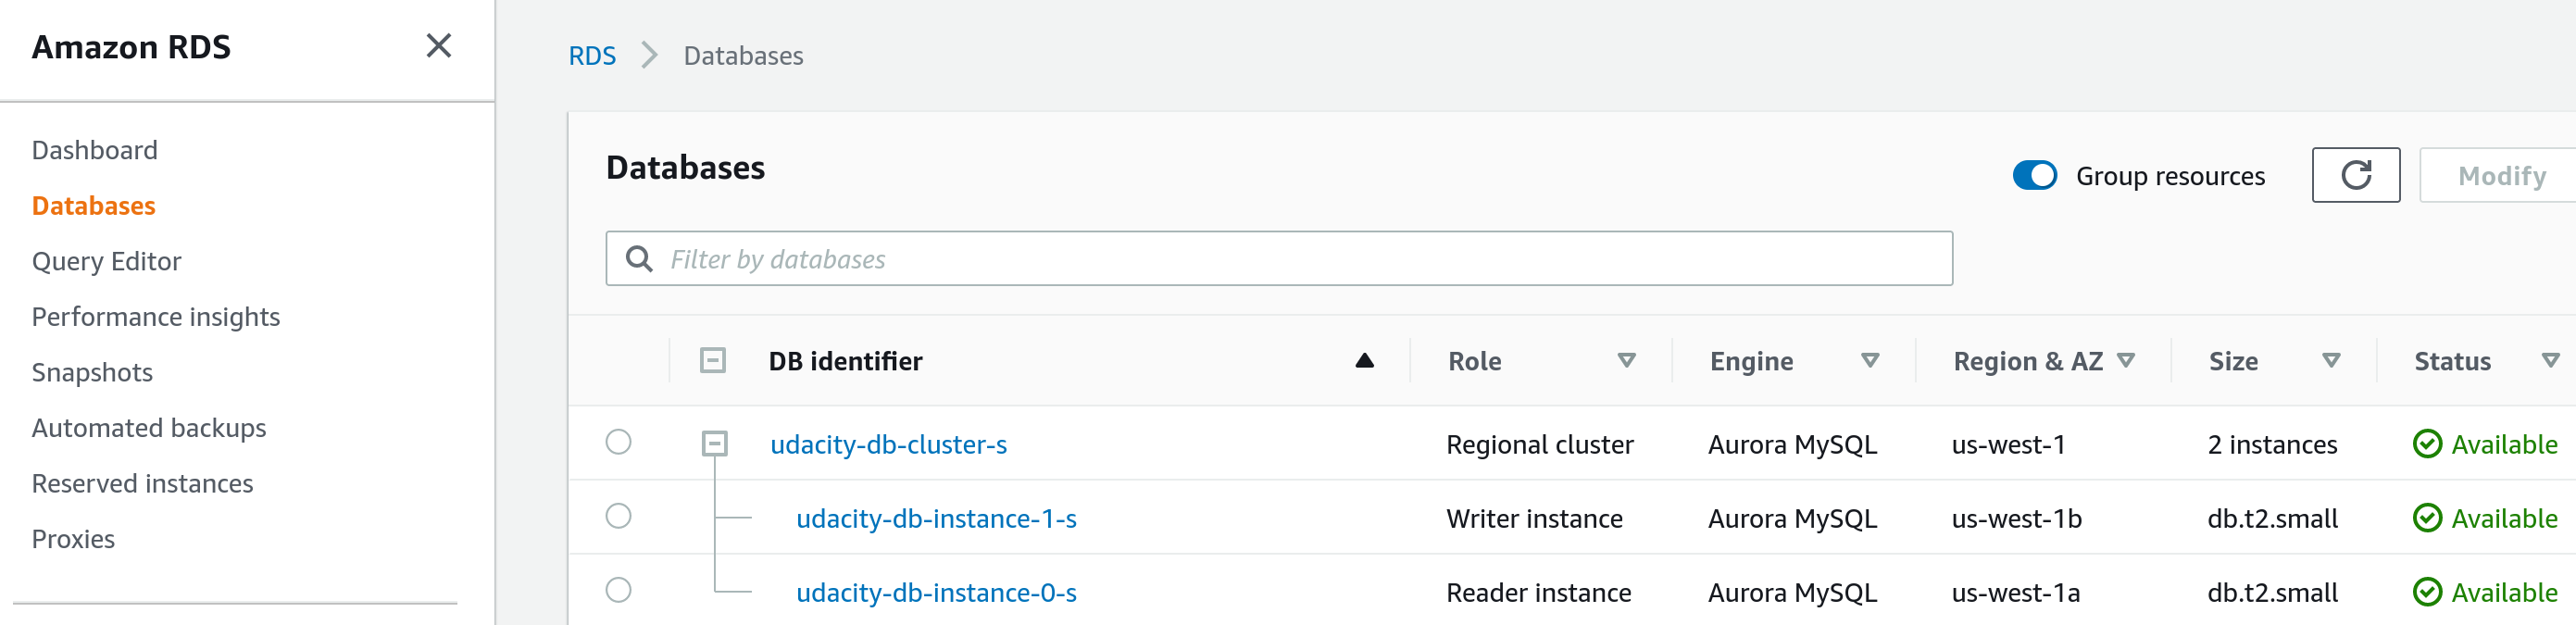 Amazon RDS
Dashboard
Databases
Query Editor
Performance insights
Snapshots
Automated backups
Reserved instances
Proxies
RDS Databases
Databases
Group resources
Modify
Filter by databases
DB identifier Role Engine Region & AZ Size Status
udacity-db-cluster-s Regional cluster Aurora MySQL us-west-1 2 instances Available
udacity-db-instance-1-s Writer instance Aurora MySQL us-west-1b db.t2.small Available
udacity-db-instance-0-s Reader instance Aurora MySQL us-west-1a db.t2.small Available